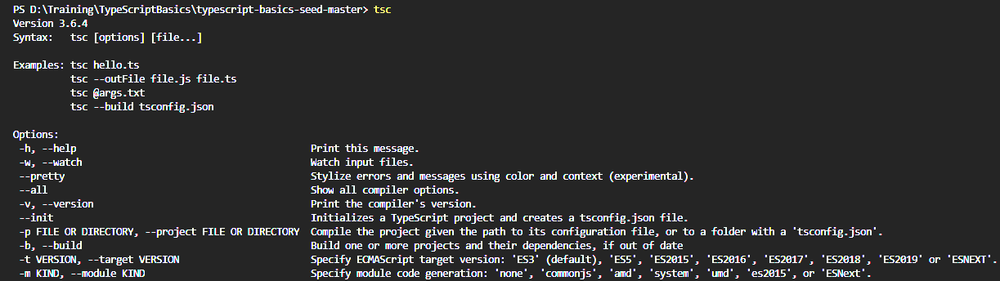 PS D:\Training\TypeScriptBasics\typescript-basics-seed-master> tsc
Version 3.6.4
Syntax:   tsc [options] [file...]

Examples: tsc hello.ts
          tsc --outFile file.js file.ts
          tsc @args.txt
          tsc --build tsconfig.json

Options:
 -h, --help                                         Print this message.
 -w, --watch                                        Watch input files.
 --pretty                                           Stylize errors and messages using color and context (experimental).
 --all                                              Show all compiler options.
 -v, --version                                      Print the compiler's version.
 --init                                             Initializes a TypeScript project and creates a tsconfig.json file.
 -p FILE OR DIRECTORY, --project FILE OR DIRECTORY  Compile the project given the path to its configuration file, or to a folder with a 'tsconfig.json'.
 -b, --build                                        Build one or more projects and their dependencies, if out of date
 -t VERSION, --target VERSION                       Specify ECMAScript target version: 'ES3' (default), 'ES5', 'ES2015', 'ES2016', 'ES2017', 'ES2018', 'ES2019' or 'ESNEXT'.
 -m KIND, --module KIND                             Specify module code generation: 'none', 'commonjs', 'amd', 'system', 'umd', 'es2015', or 'ESNext'.